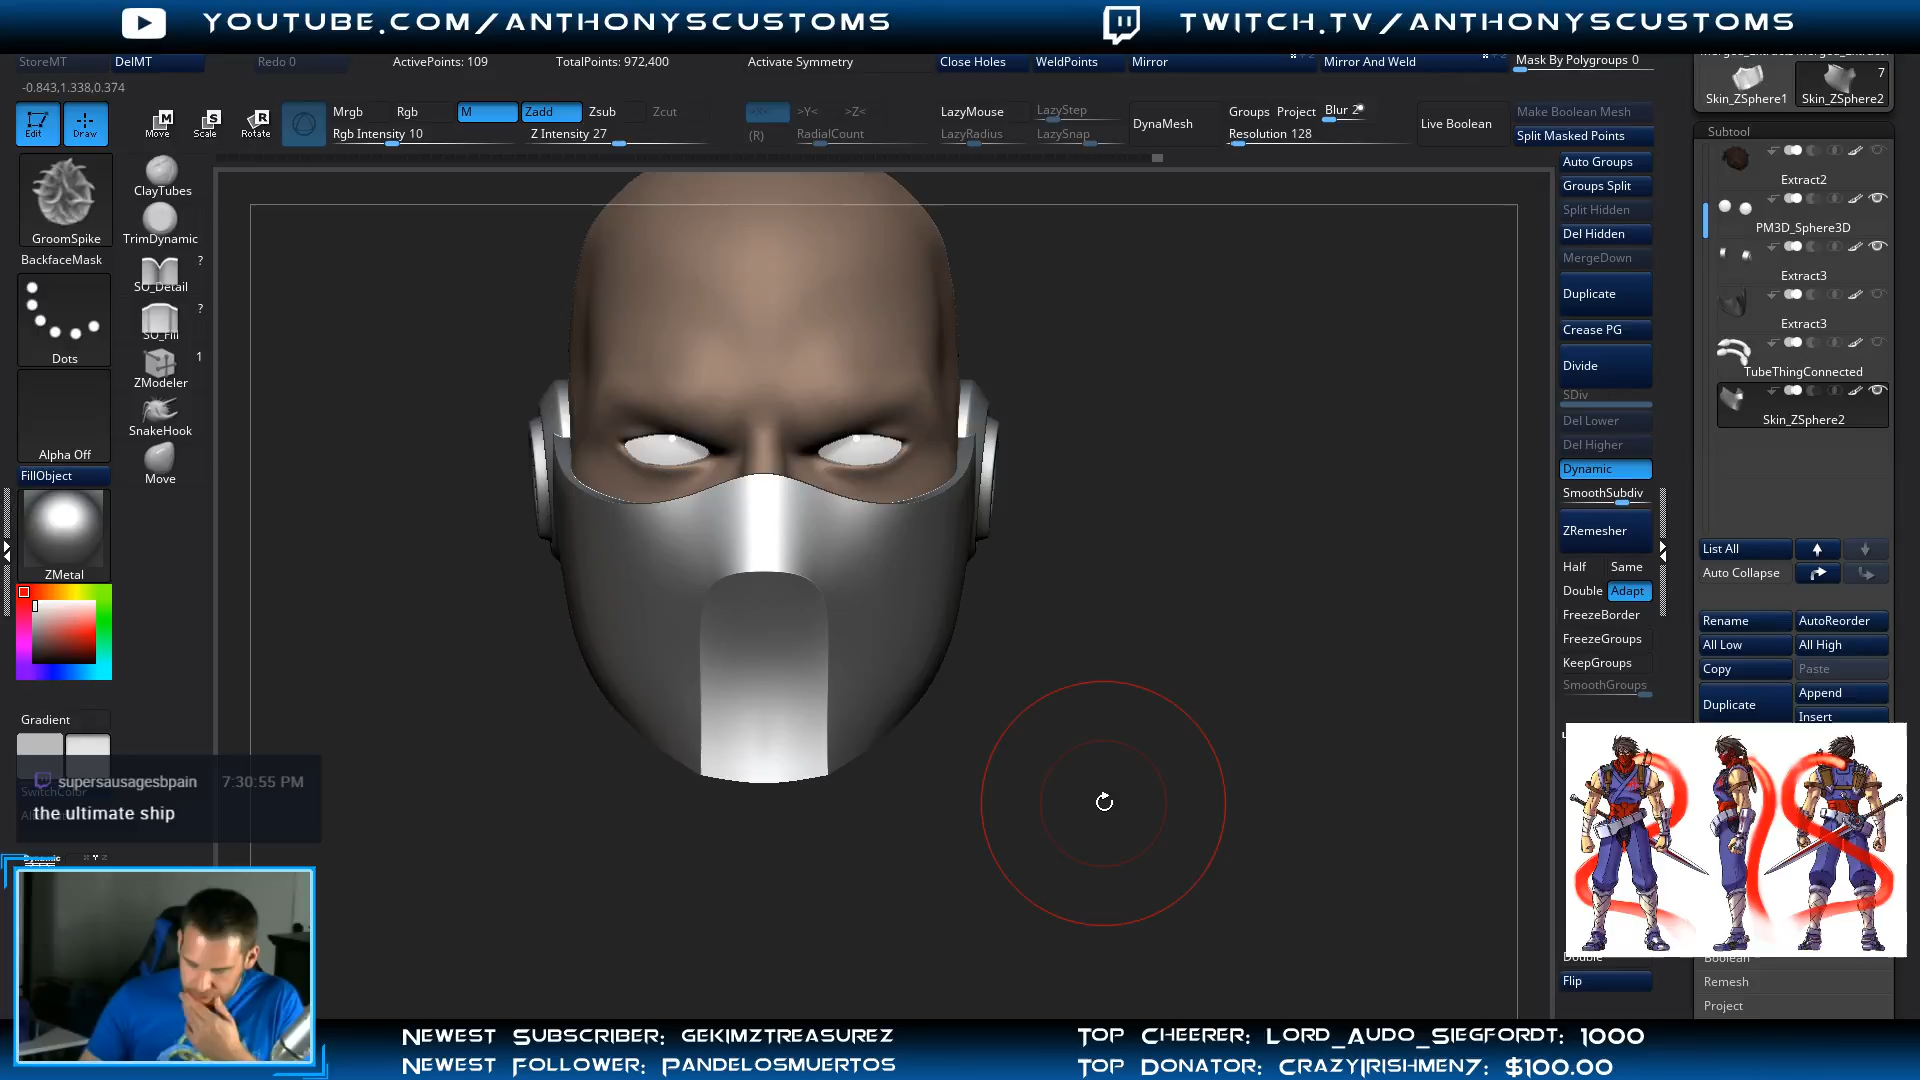 YOUTUBE.COM/ANTHONYSCUSTOMS
TWITCH.TV/ANTHONYSCUSTOMS
StoreMT
DelMT
Redo 0
ActivePoints: 109
TotalPoints: 972,400
Activate Symmetry
Close Holes
WeldPoints
Mirror
Mirror And Weld
Mask By Polygroups 0
-0.843,1.338,0.374
Edit
Draw
Move
Scale
Rotate
Mrgb
Rgb
M
Zadd
Zsub
Zcut
Rgb Intensity 10
Z Intensity 27
>Y<
>Z<
(R)
RadialCount
LazyMouse
LazyStep
LazyRadius
LazySnap
DynaMesh
Groups
Project
Blur 2
Resolution 128
Live Boolean
Make Boolean Mesh
Split Masked Points
Skin_ZSphere1
7
Skin_ZSphere2
Subtool
GroomSpike
BackfaceMask
Dots
Alpha Off
FillObject
ZMetal
Gradient
ClayTubes
TrimDynamic
?
SO_Detail
?
SO_Fill
1
ZModeler
SnakeHook
Move
Auto Groups
Groups Split
Split Hidden
Del Hidden
MergeDown
Duplicate
Crease PG
Divide
SDiv
Del Lower
Del Higher
Dynamic
SmoothSubdiv
ZRemesher
Half
Same
Double
Adapt
FreezeBorder
FreezeGroups
KeepGroups
SmoothGroups
Extract2
PM3D_Sphere3D
Extract3
Extract3
TubeThingConnected
Skin_ZSphere2
List All
Auto Collapse
Rename
AutoReorder
All Low
All High
Copy
Paste
Duplicate
Append
Insert
supersausagesbpain
7:30:55 PM
SwitchColor
the ultimate ship
Dynamic
Double
Flip
Boolean
Remesh
Project
NEWEST SUBSCRIBER: GEKIMZTREASUREZ
NEWEST FOLLOWER: PANDELOSMUERTOS
TOP CHEERER: LORD_AUDO_SIEGFORDT: 1000
TOP DONATOR: CRAZYIRISHMEN7: $100.00